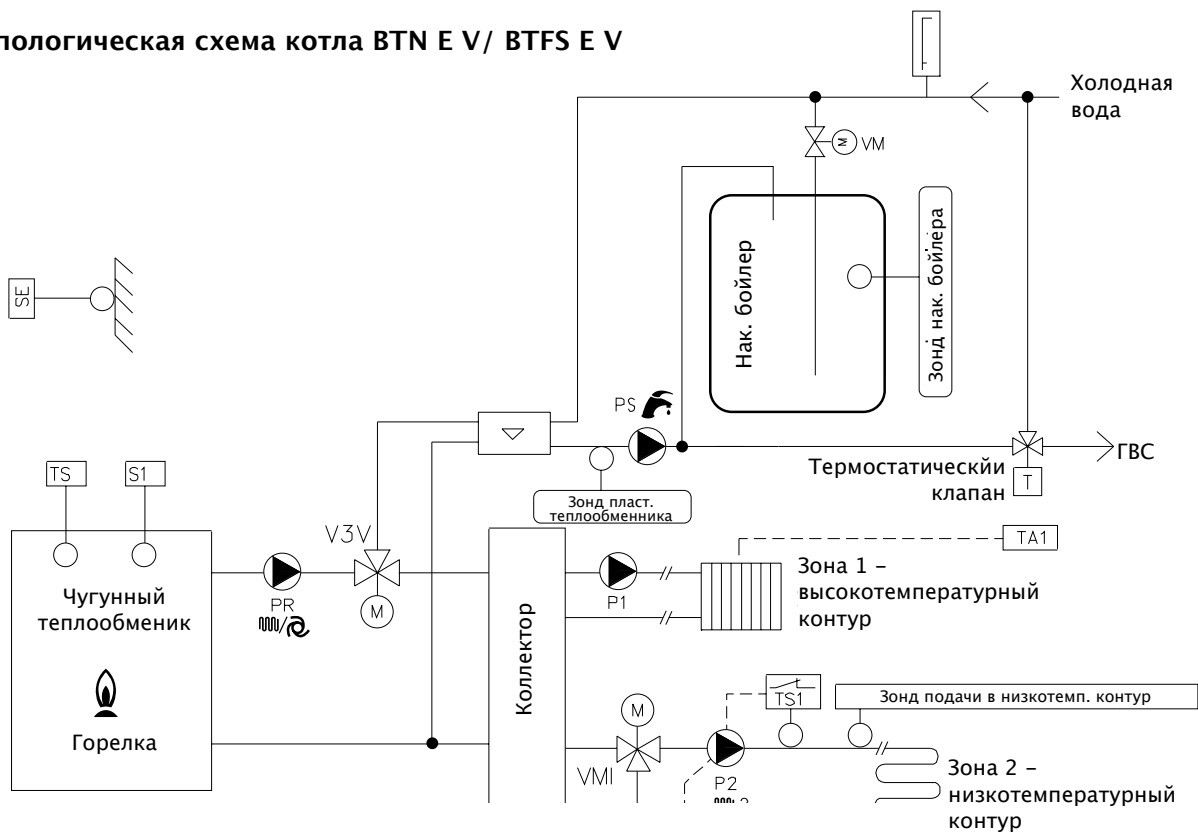 пологическая схема котла BTN E V/ BTFS E V
Холодная
вода
M VM
Нак. бойлер
Зонд нак. бойлера
SE
PS
ГВС
Термостатическйи
клапан
T
Зонд пласт.
теплообменника
TS
S1
V3V
TA1
Чугунный
теплообменик
PR
M
P1
Зона 1 –
высокотемпературный
контур
Коллектор
Горелка
M
TS1
Зонд подачи в низкотемп. контур
VMI
P2
Зона 2 –
низкотемпературный
контур